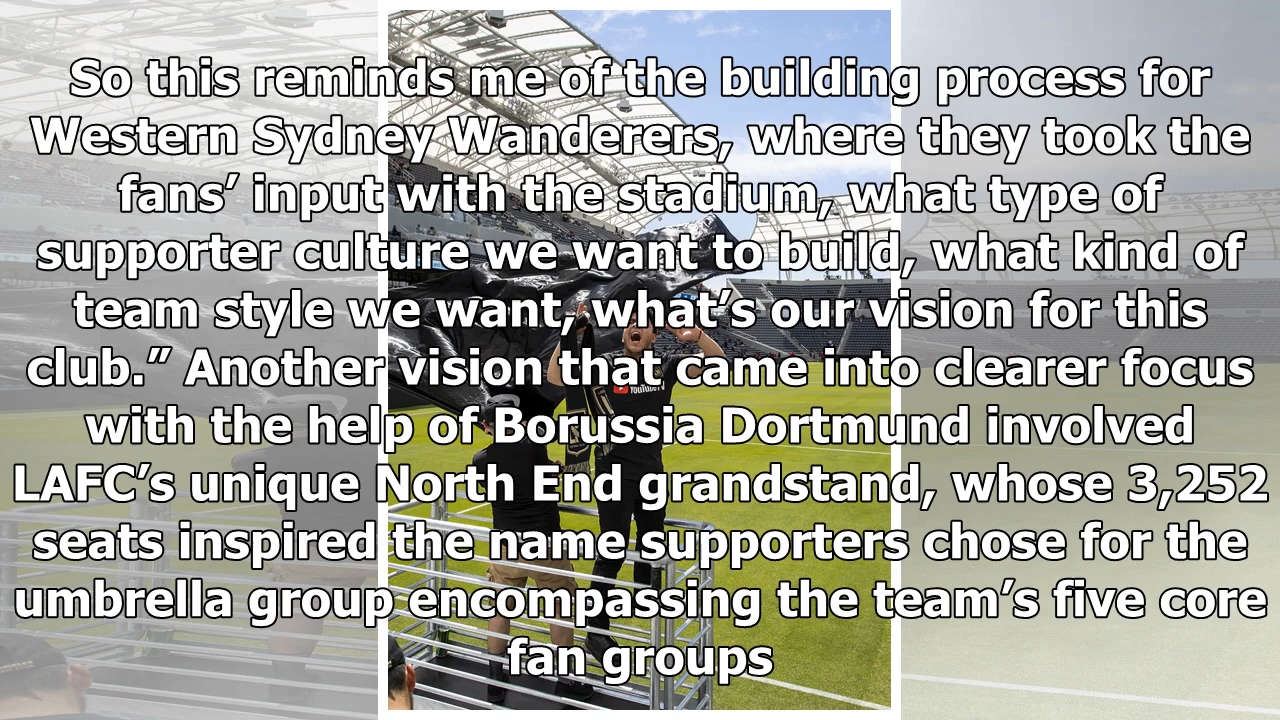 So this reminds me of the building process for
Western Sydney Wanderers, where they took the
fans’ input with the stadium, what type of
supporter culture we want to build, what kind of
team style we want, what’s our vision for this
club.” Another vision that came into clearer focus
with the help of Borussia Dortmund involved
LAFC’s unique North End grandstand, whose 3,252
seats inspired the name supporters chose for the
umbrella group encompassing the team’s five core
fan groups
YouTubeTV